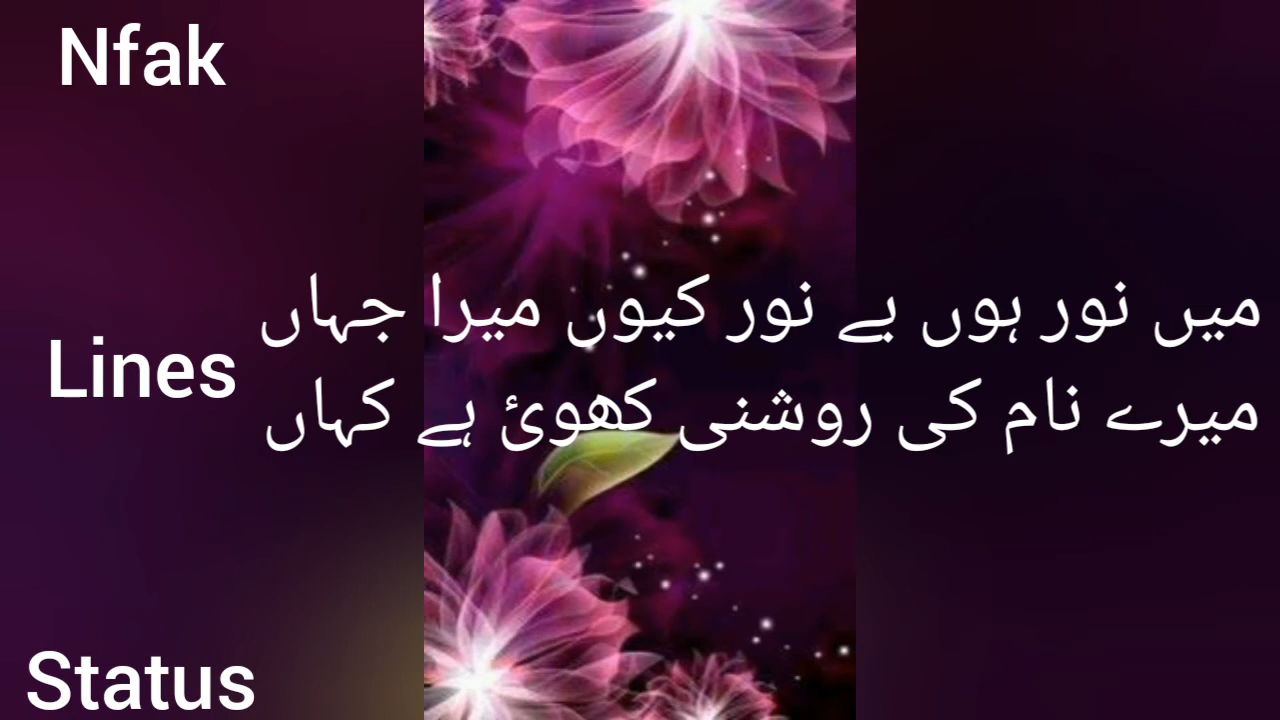 Nfak
میں نور ہوں بے نور کیوں میرا جہاں
Lines
میرے نام کی روشنی کھوئ ہے کہاں
Status